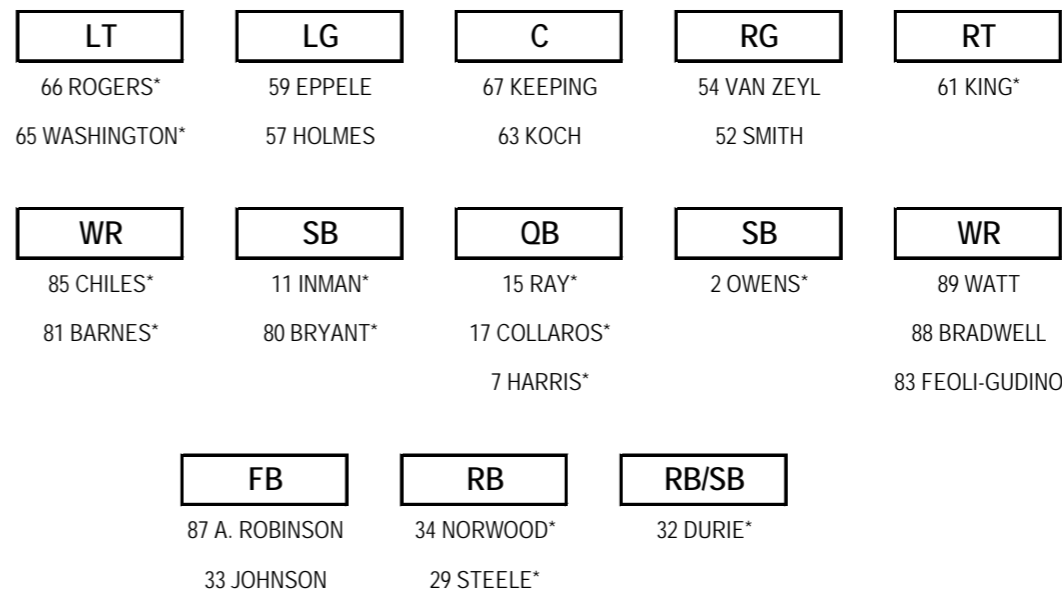 LT LG C RG RT
66 ROGERS* 59 EPPELE 67 KEEPING 54 VAN ZEYL 61 KING*
65 WASHINGTON* 57 HOLMES 63 KOCH 52 SMITH
WR SB QB SB WR
85 CHILES* 11 INMAN* 15 RAY* 2 OWENS* 89 WATT
81 BARNES* 80 BRYANT* 17 COLLAROS* 88 BRADWELL
7 HARRIS* 83 FEOLI-GUDINO
FB RB RB/SB
87 A. ROBINSON 34 NORWOOD* 32 DURIE*
33 JOHNSON 29 STEELE*